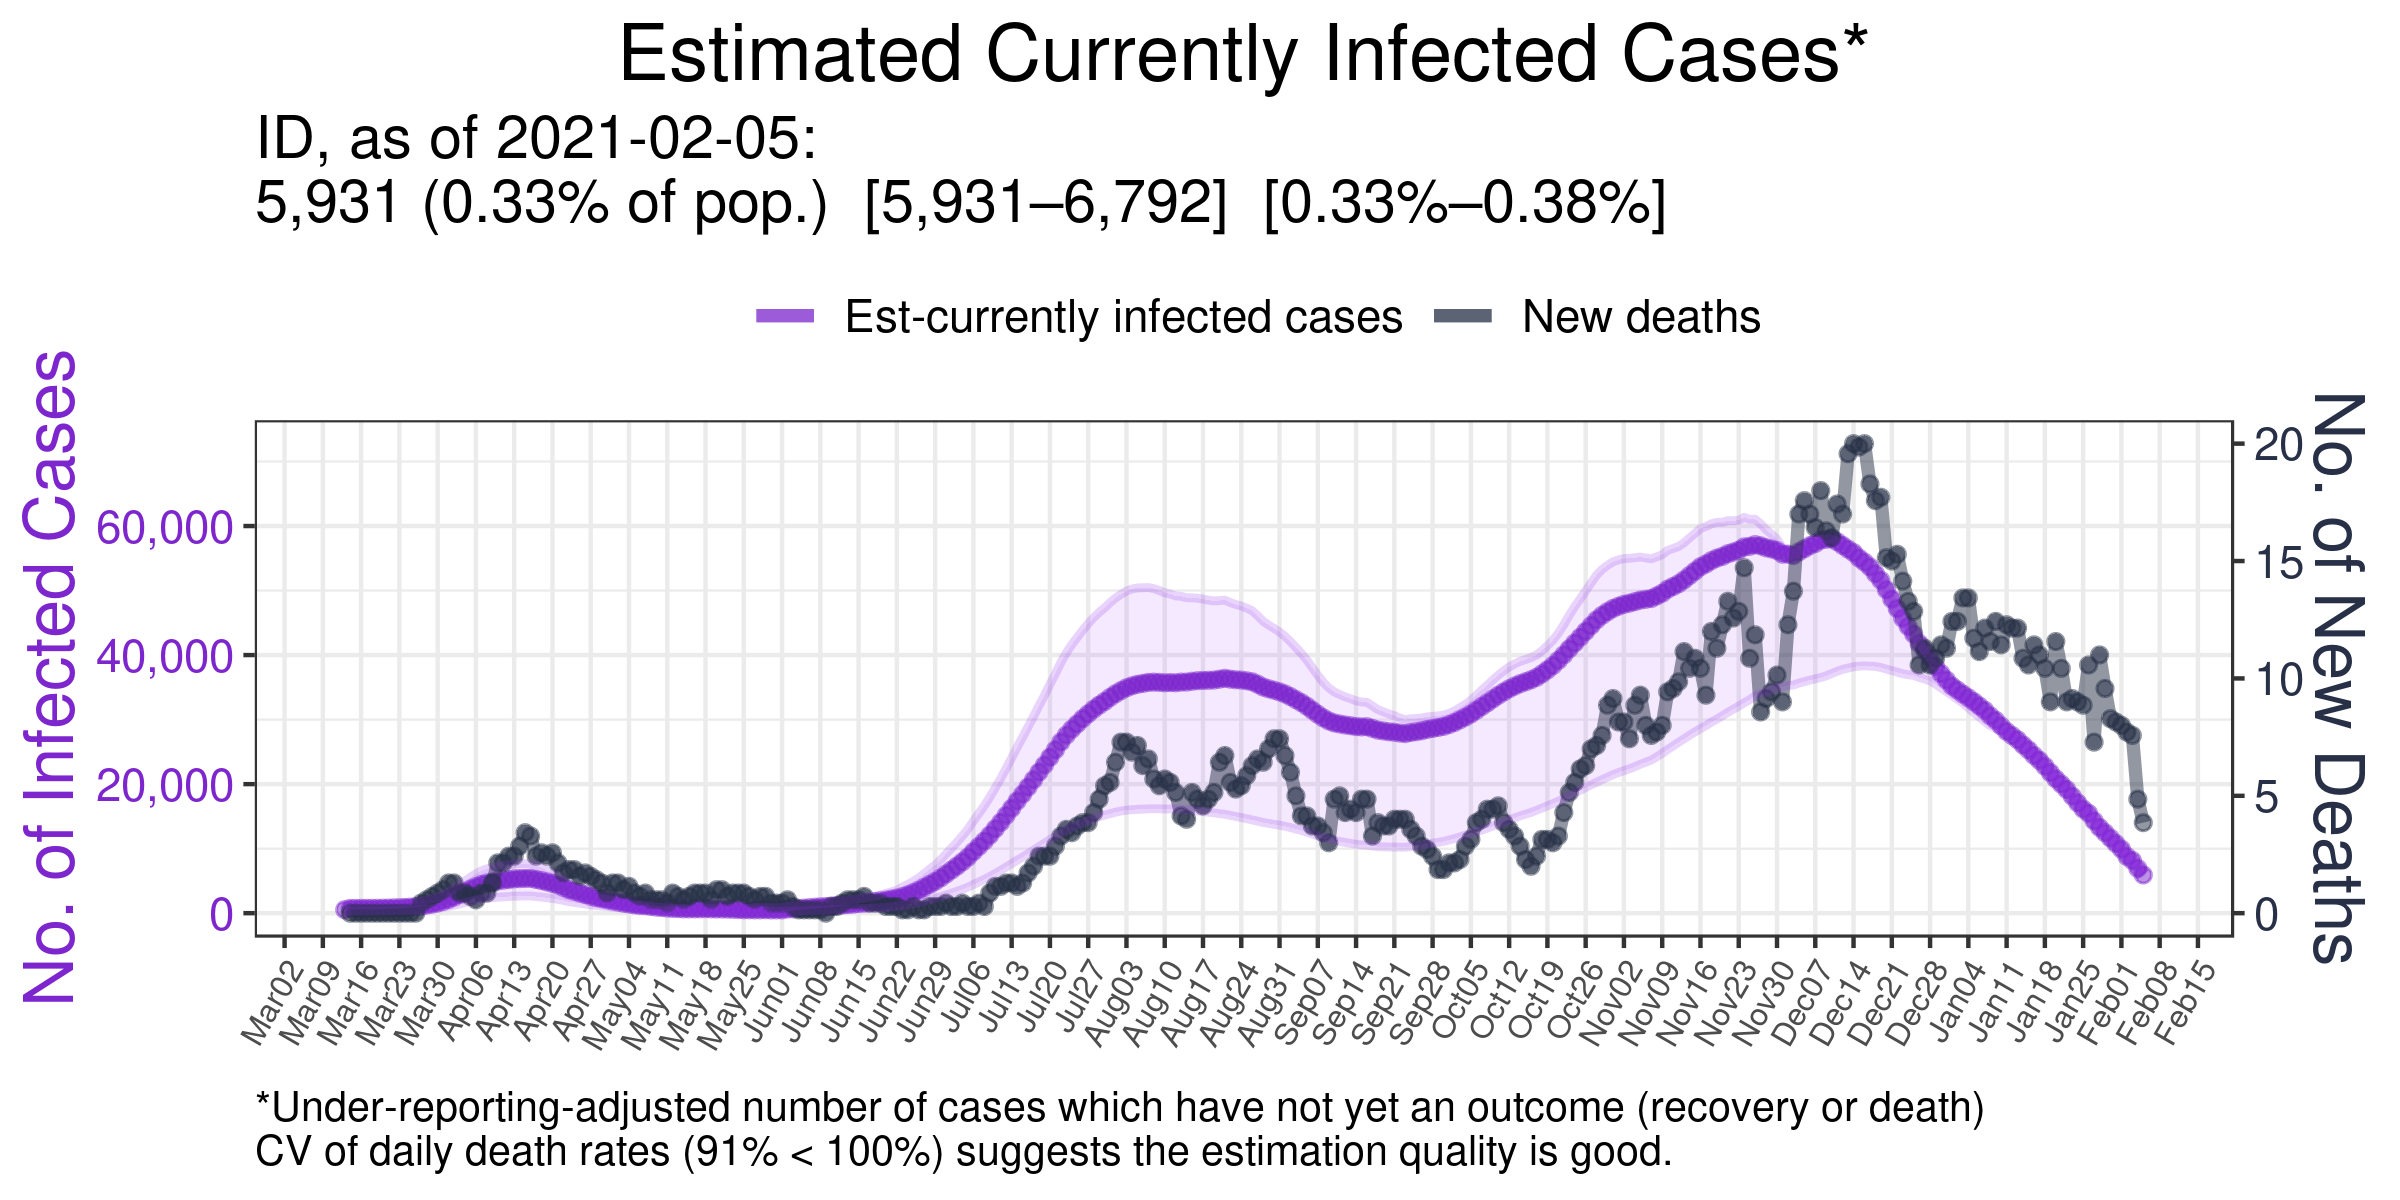 Estimated Currently Infected Cases*
ID, as of 2021-02-05:
5,931 (0.33% of pop.)  [5,931–6,792]  [0.33%–0.38%]
Est-currently infected cases
New deaths
No. of Infected Cases
60,000
40,000
20,000
0
20
15
10
5
0
No. of New Deaths
Mar02
Mar09
Mar16
Mar23
Mar30
Apr06
Apr13
Apr20
Apr27
May04
May11
May18
May25
Jun01
Jun08
Jun15
Jun22
Jun29
Jul06
Jul13
Jul20
Jul27
Aug03
Aug10
Aug17
Aug24
Aug31
Sep07
Sep14
Sep21
Sep28
Oct05
Oct12
Oct19
Oct26
Nov02
Nov09
Nov16
Nov23
Nov30
Dec07
Dec14
Dec21
Dec28
Jan04
Jan11
Jan18
Jan25
Feb01
Feb08
Feb15
*Under-reporting-adjusted number of cases which have not yet an outcome (recovery or death)
CV of daily death rates (91% < 100%) suggests the estimation quality is good.